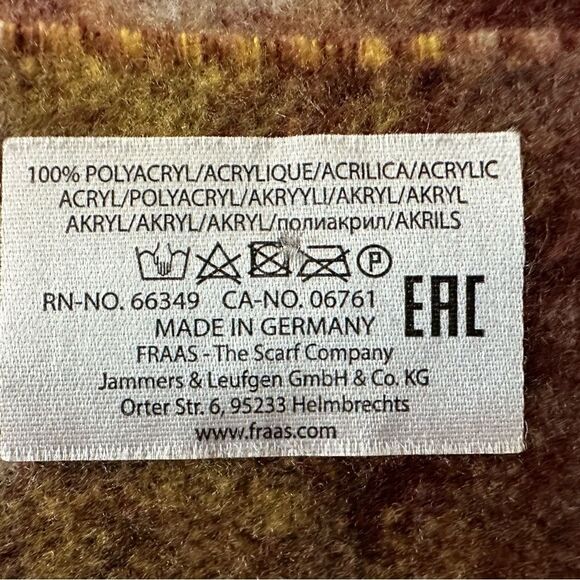 100% POLYACRYL/ACRYLIQUE/ACRILICA/ACRYLIC
ACRYL/POLYACRYL/AKRYYLI/AKRYL/AKRYL
AKRYL/AKRYL/AKRYL/полиакрил/AKRILS
P
RN-NO. 66349 CA-NO. 06761
EAC
MADE IN GERMANY
FRAAS - The Scarf Company
Jammers & Leufgen GmbH & Co. KG
Orter Str. 6, 95233 Helmbrechts
www.fraas.com